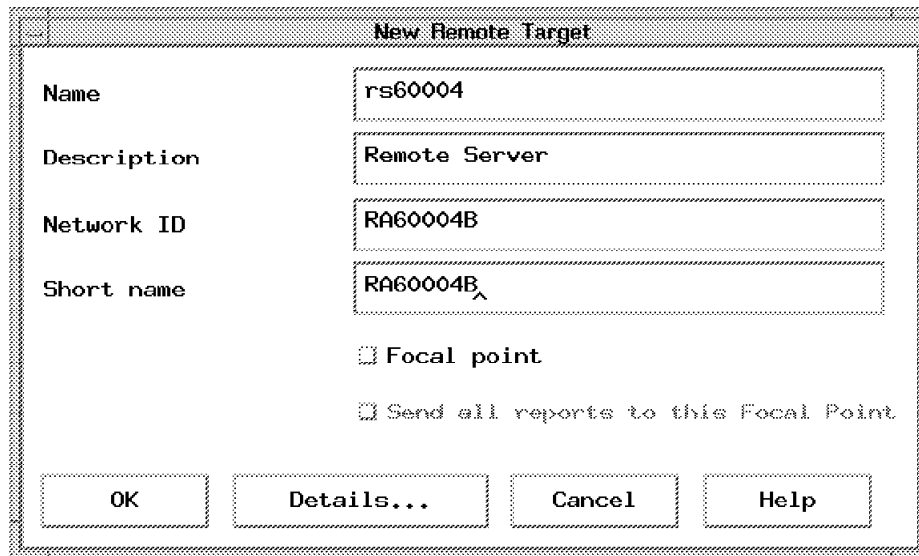 New Remote Target
Name rs60004
Description Remote Server
Network ID RA60004B
Short name RA60004B
Focal point
Send all reports to this Focal Point
OK Details... Cancel Help